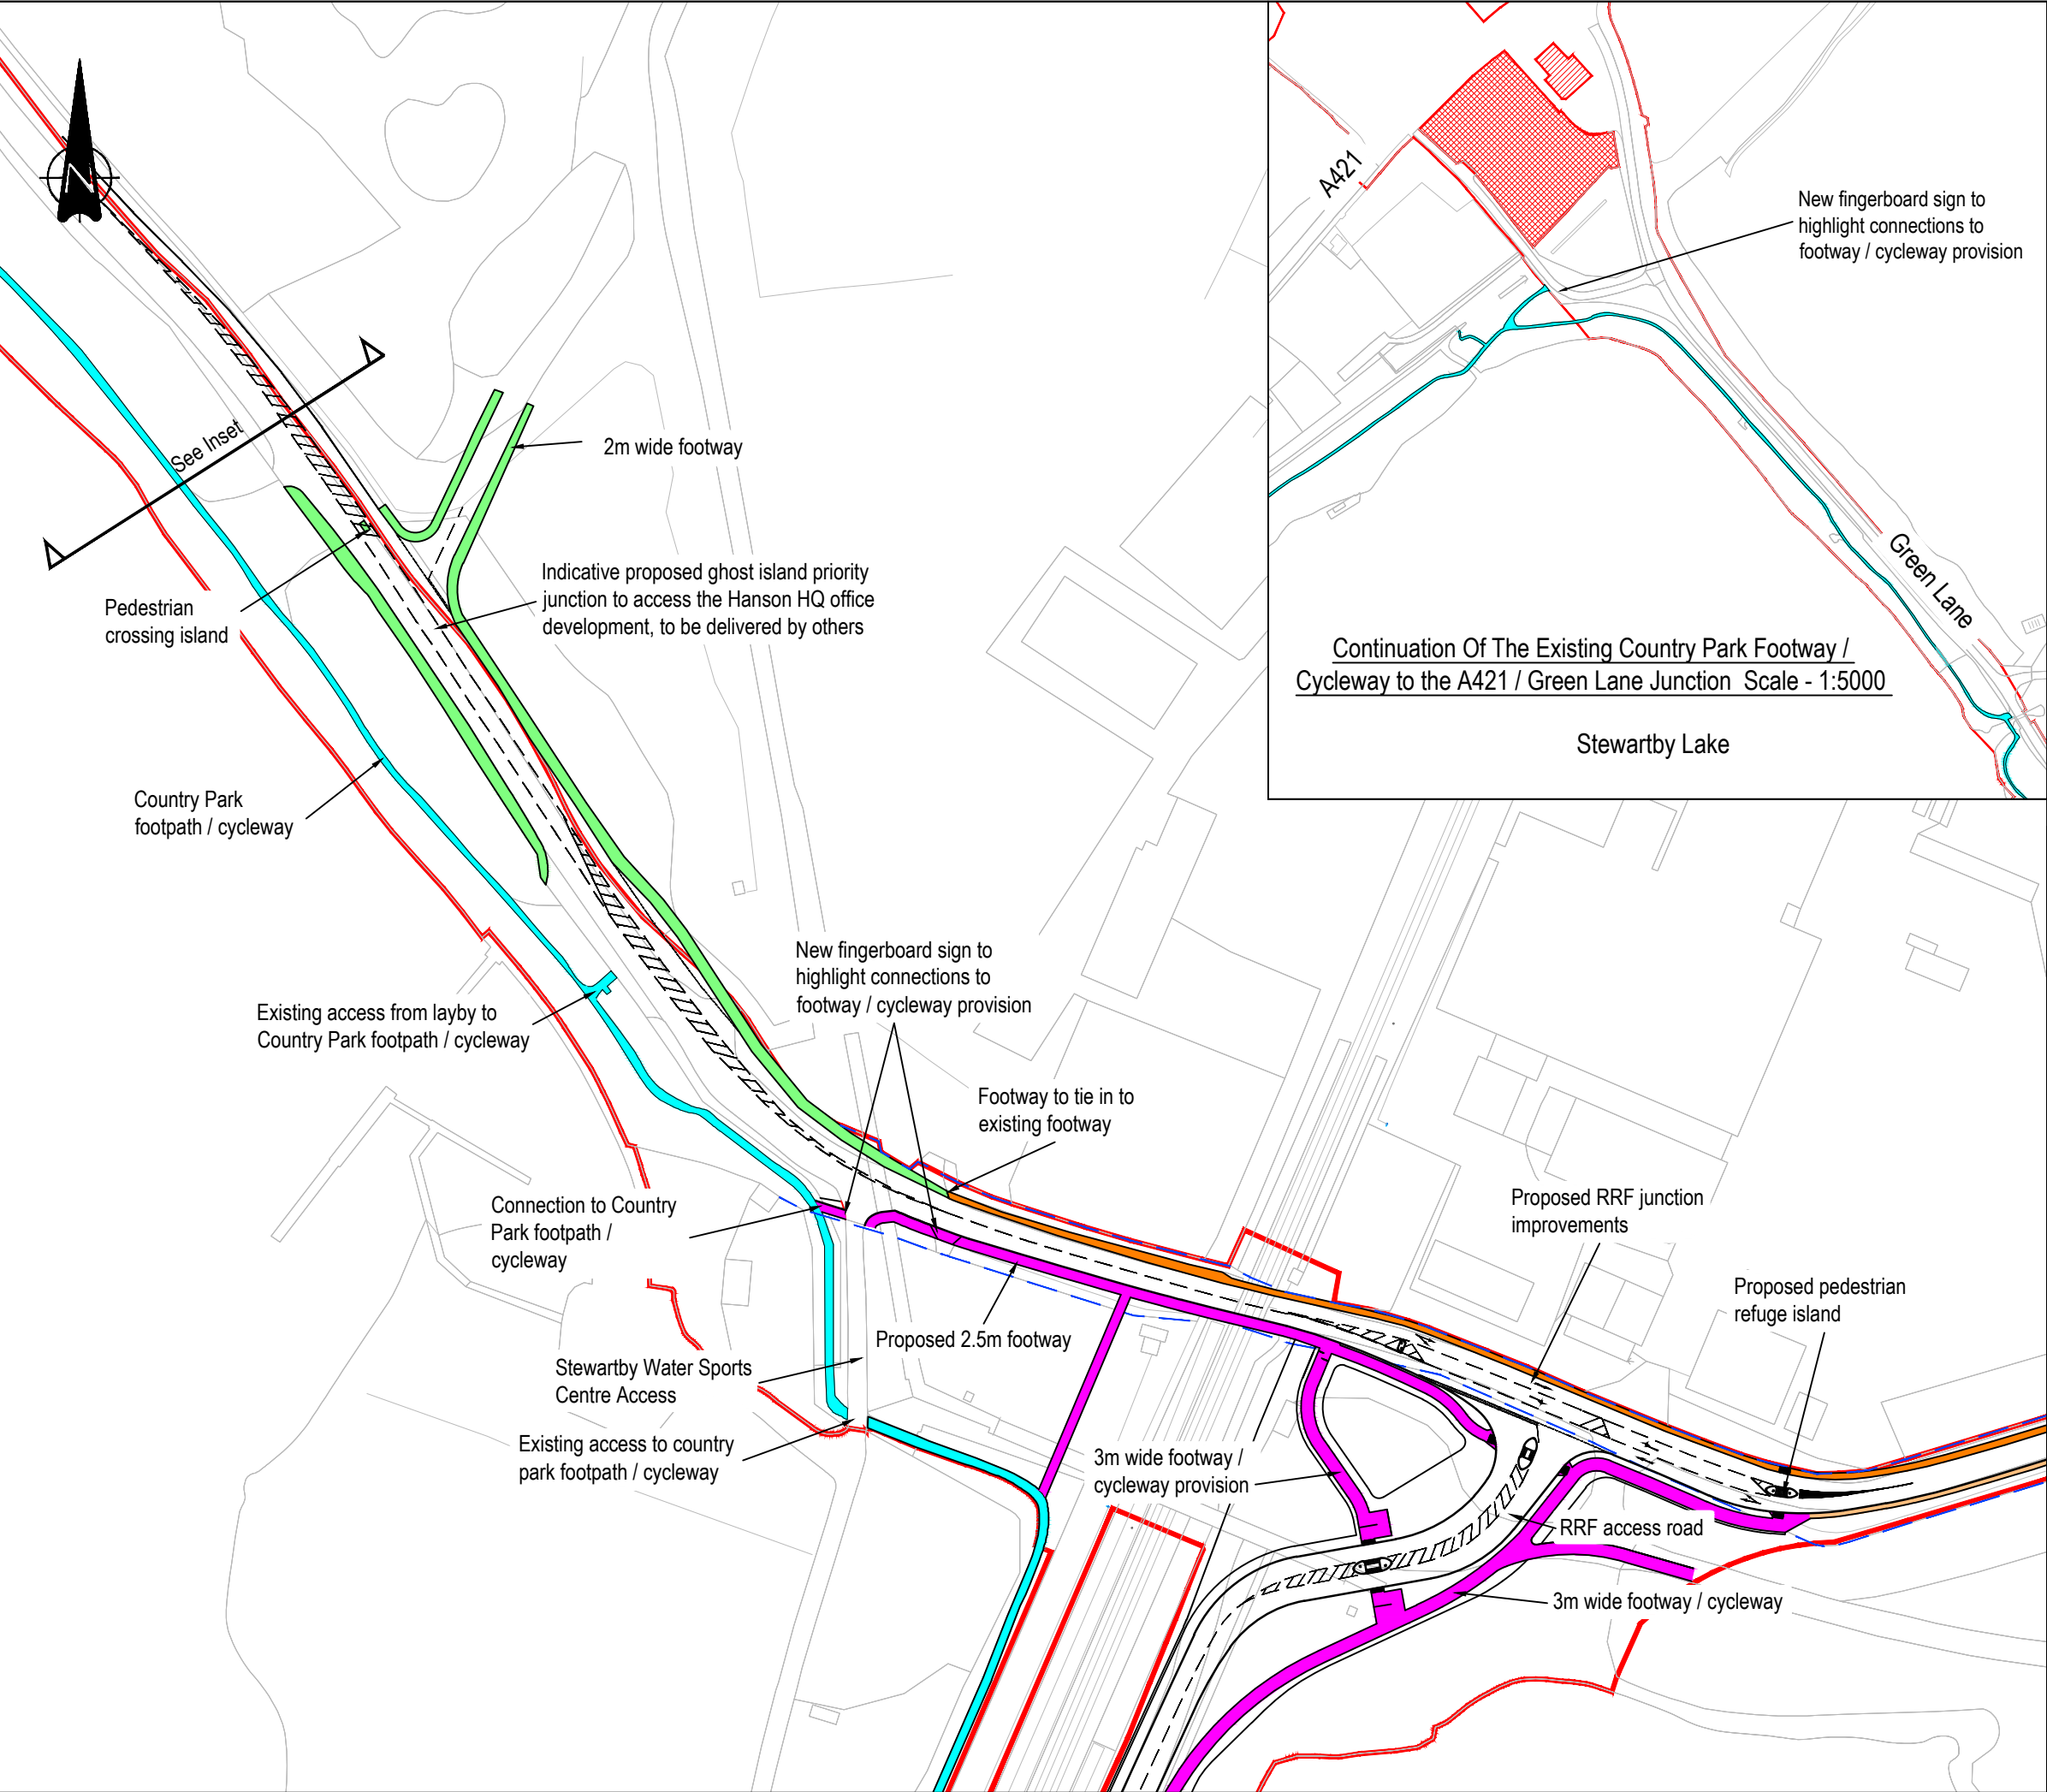 N
A421
New fingerboard sign to
highlight connections to
footway / cycleway provision
Green Lane
Continuation Of The Existing Country Park Footway /
Cycleway to the A421 / Green Lane Junction Scale - 1:5000
Stewartby Lake
See Inset
2m wide footway
Indicative proposed ghost island priority
junction to access the Hanson HQ office
development, to be delivered by others
Pedestrian
crossing island
Country Park
footpath / cycleway
New fingerboard sign to
highlight connections to
footway / cycleway provision
Existing access from layby to
Country Park footpath / cycleway
Footway to tie in to
existing footway
Connection to Country
Park footpath /
cycleway
Proposed RRF junction
improvements
Proposed pedestrian
refuge island
Proposed 2.5m footway
Stewartby Water Sports
Centre Access
Existing access to country
park footpath / cycleway
3m wide footway /
cycleway provision
RRF access road
3m wide footway / cycleway